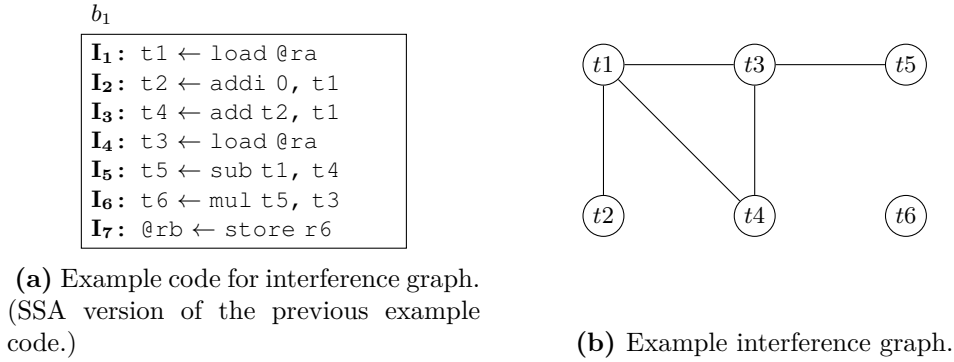 b1
I1: t1 ← load @ra
I2: t2 ← addi 0, t1
I3: t4 ← add t2, t1
I4: t3 ← load @ra
I5: t5 ← sub t1, t4
I6: t6 ← mul t5, t3
I7: @rb ← store r6
(a) Example code for interference graph.
(SSA version of the previous example
code.)
t1 t3 t5
t2 t4 t6
(b) Example interference graph.